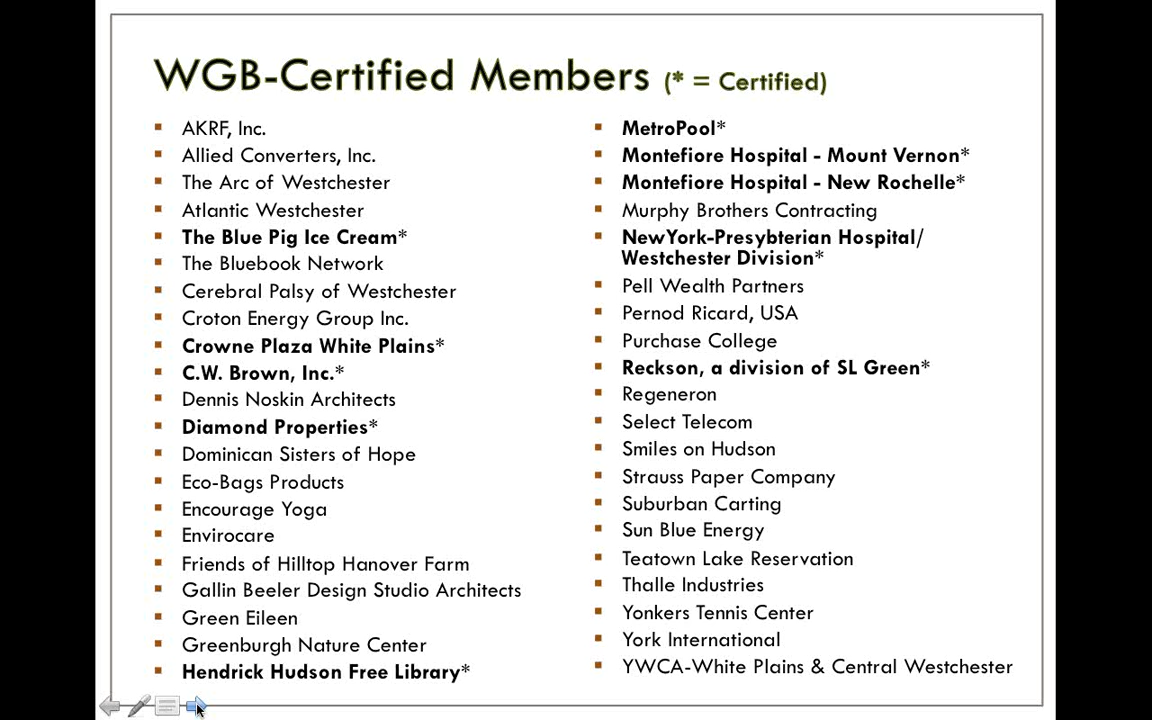 WGB-Certified Members (* = Certified)
AKRF, Inc.
Allied Converters, Inc.
The Arc of Westchester
Atlantic Westchester
The Blue Pig Ice Cream*
The Bluebook Network
Cerebral Palsy of Westchester
Croton Energy Group Inc.
Crowne Plaza White Plains*
C.W. Brown, Inc.*
Dennis Noskin Architects
Diamond Properties*
Dominican Sisters of Hope
Eco-Bags Products
Encourage Yoga
Envirocare
Friends of Hilltop Hanover Farm
Gallin Beeler Design Studio Architects
Green Eileen
Greenburgh Nature Center
Hendrick Hudson Free Library*
MetroPool*
Montefiore Hospital - Mount Vernon*
Montefiore Hospital - New Rochelle*
Murphy Brothers Contracting
NewYork-Presybterian Hospital/
Westchester Division*
Pell Wealth Partners
Pernod Ricard, USA
Purchase College
Reckson, a division of SL Green*
Regeneron
Select Telecom
Smiles on Hudson
Strauss Paper Company
Suburban Carting
Sun Blue Energy
Teatown Lake Reservation
Thalle Industries
Yonkers Tennis Center
York International
YWCA-White Plains & Central Westchester